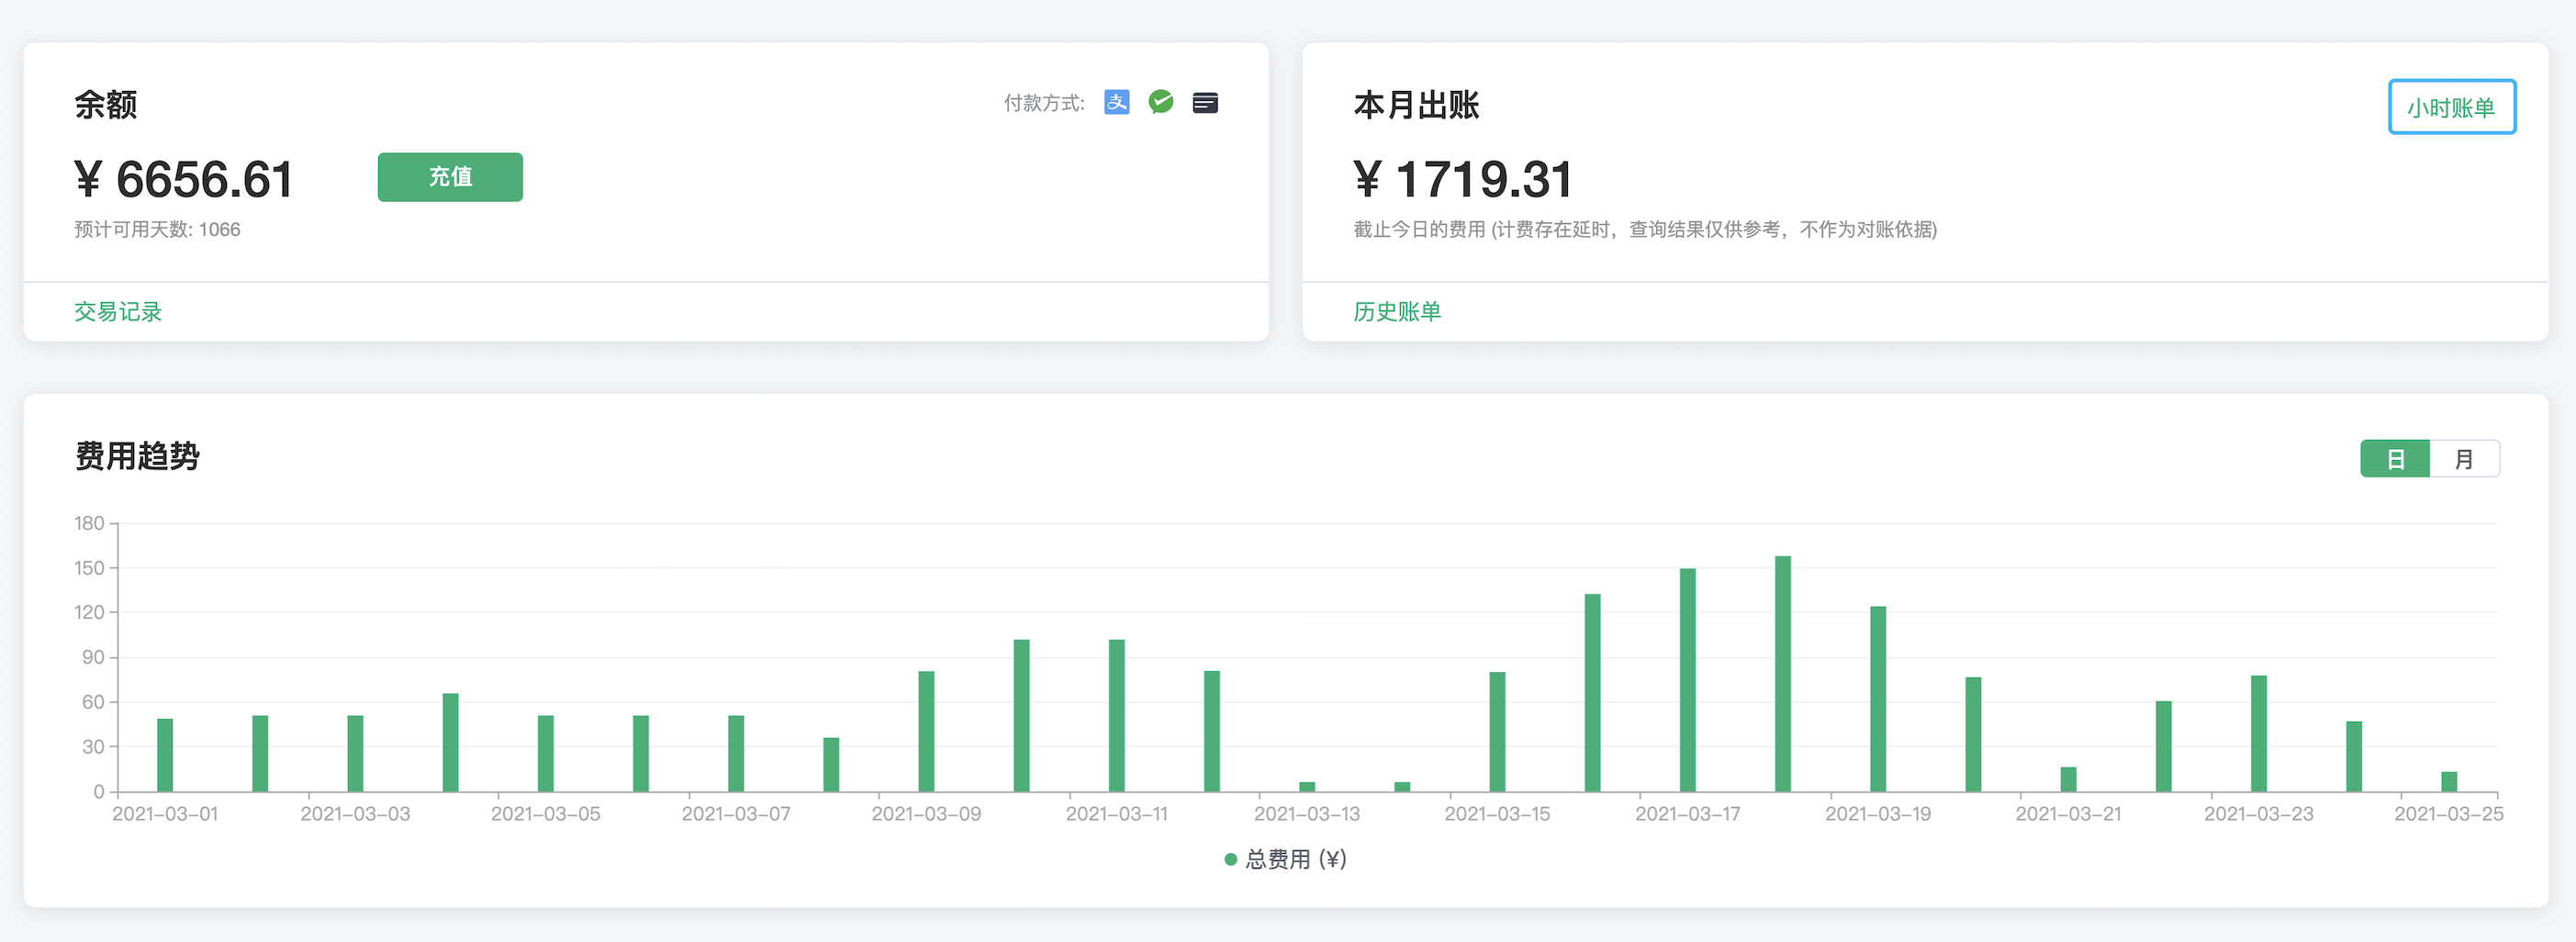 余额
付款方式: 支
¥ 6656.61
充值
预计可用天数: 1066
交易记录
本月出账
小时账单
¥ 1719.31
截止今日的费用 (计费存在延时，查询结果仅供参考，不作为对账依据)
历史账单
费用趋势
日 月
180
150
120
90
60
30
0
2021-03-01 2021-03-03 2021-03-05 2021-03-07 2021-03-09 2021-03-11 2021-03-13 2021-03-15 2021-03-17 2021-03-19 2021-03-21 2021-03-23 2021-03-25
总费用 (¥)